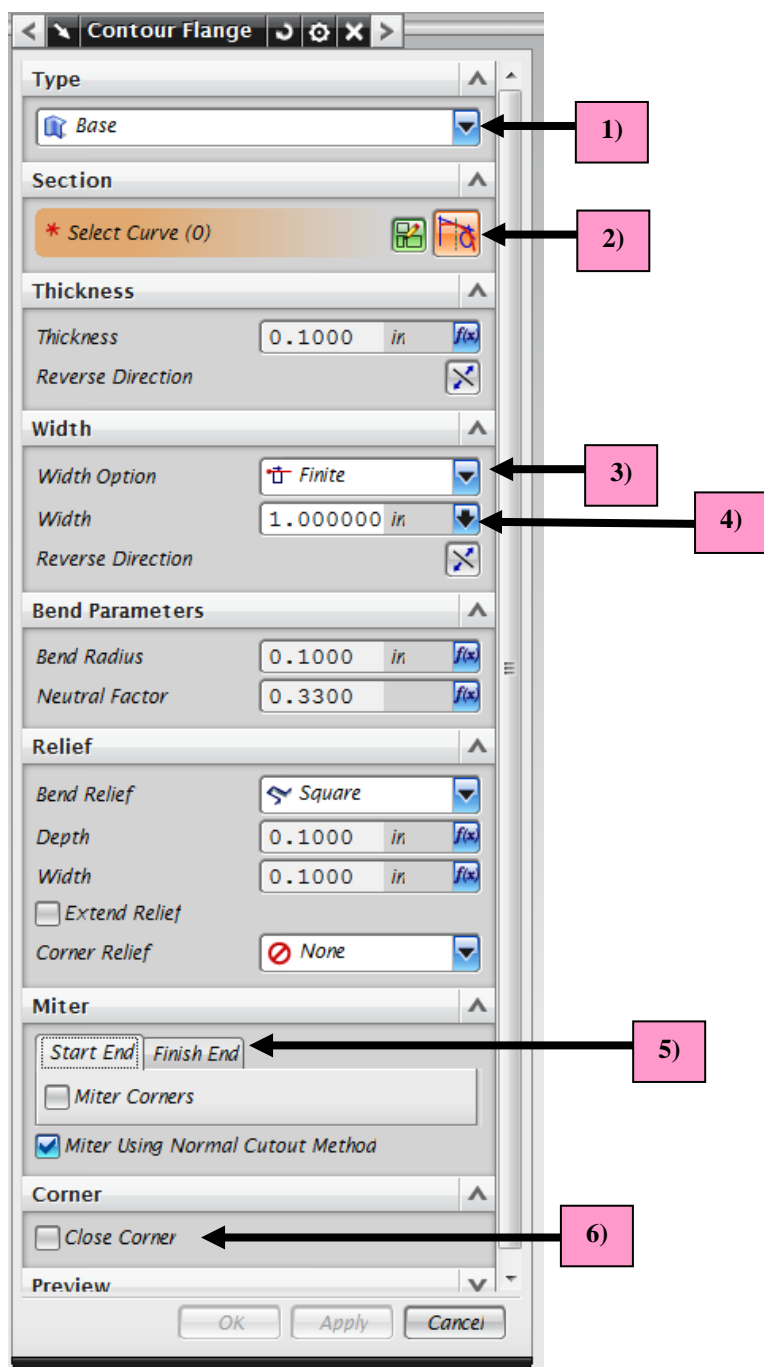 Contour Flange
Type
Base
1)
Section
* Select Curve (0)
2)
Thickness
Thickness 0.1000 in f(x)
Reverse Direction
Width
Width Option Finite
3)
Width 1.000000 in
4)
Reverse Direction
Bend Parameters
Bend Radius 0.1000 in f(x)
Neutral Factor 0.3300 f(x)
Relief
Bend Relief Square
Depth 0.1000 in f(x)
Width 0.1000 in f(x)
Extend Relief
Corner Relief None
Miter
Start End Finish End
5)
Miter Corners
Miter Using Normal Cutout Method
Corner
Close Corner
6)
Preview
OK Apply Cancel